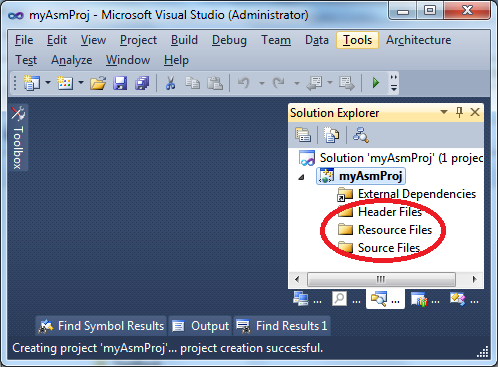 myAsmProj - Microsoft Visual Studio (Administrator)
File Edit View Project Build Debug Team Data Tools Architecture
Test Analyze Window Help
Toolbox
Solution Explorer
Solution 'myAsmProj' (1 projec
myAsmProj
External Dependencies
Header Files
Resource Files
Source Files
... ... ... ... ...
Find Symbol Results Output Find Results 1
Creating project 'myAsmProj'... project creation successful.